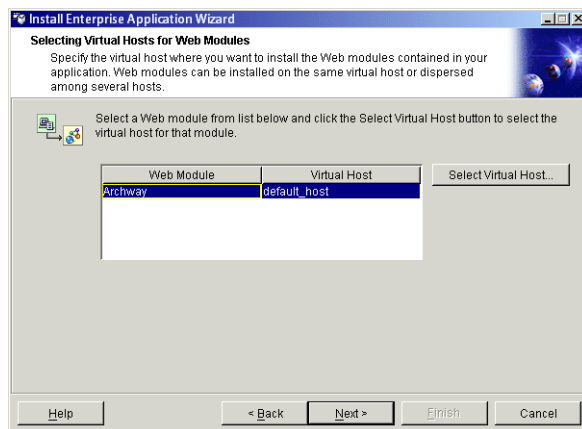 Install Enterprise Application Wizard
Selecting Virtual Hosts for Web Modules
Specify the virtual host where you want to install the Web modules contained in your
application. Web modules can be installed on the same virtual host or dispersed
among several hosts.
Select a Web module from list below and click the Select Virtual Host button to select the
virtual host for that module.
Web Module Virtual Host Select Virtual Host...
Archway default_host
Help < Back Next > Finish Cancel